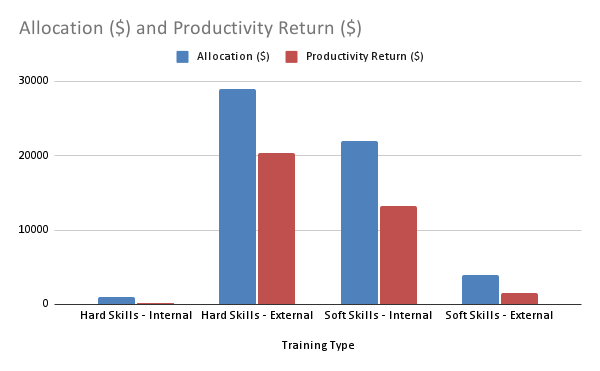 Allocation ($) and Productivity Return ($)
Allocation ($) Productivity Return ($)
30000
20000
10000
0
Hard Skills - Internal Hard Skills - External Soft Skills - Internal Soft Skills - External
Training Type